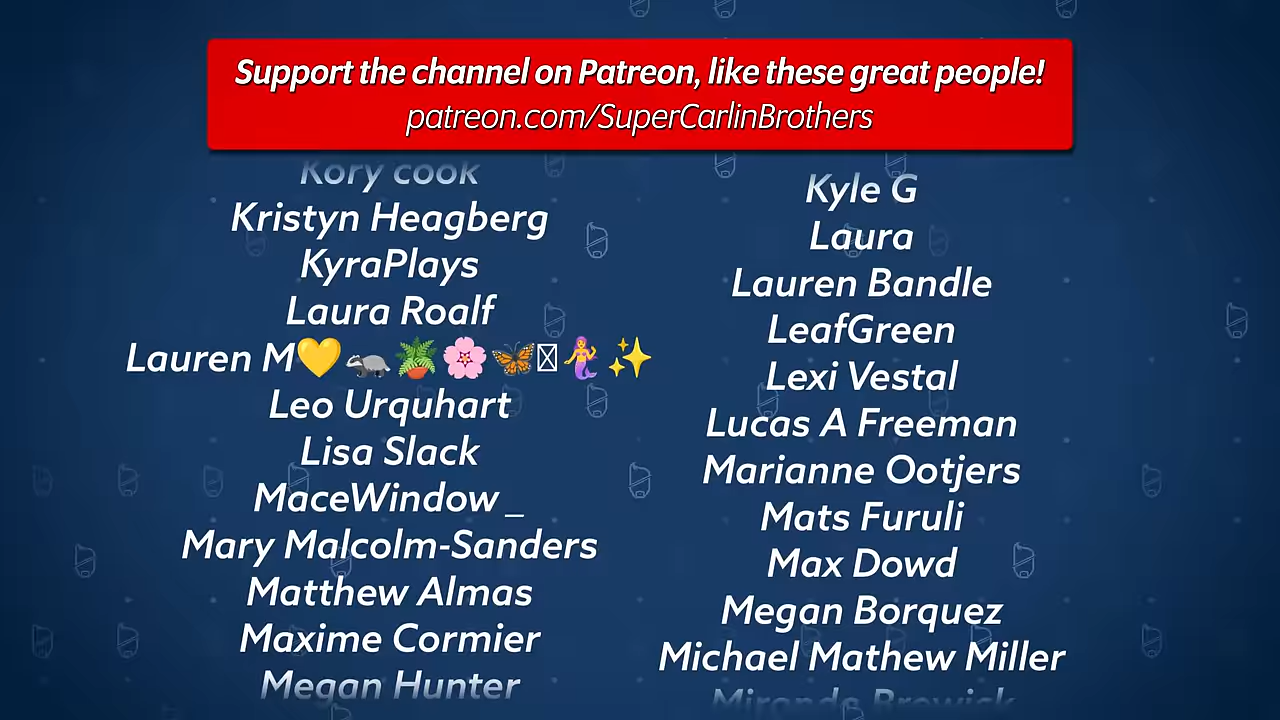 Support the channel on Patreon, like these great people!
patreon.com/SuperCarlinBrothers
Kory cook
Kristyn Heagberg
KyraPlays
Laura Roalf
Lauren M💛🦡🪴🌸🦋🧜‍♀️✨
Leo Urquhart
Lisa Slack
MaceWindow _
Mary Malcolm-Sanders
Matthew Almas
Maxime Cormier
Megan Hunter
Kyle G
Laura
Lauren Bandle
LeafGreen
Lexi Vestal
Lucas A Freeman
Marianne Ootjers
Mats Furuli
Max Dowd
Megan Borquez
Michael Mathew Miller